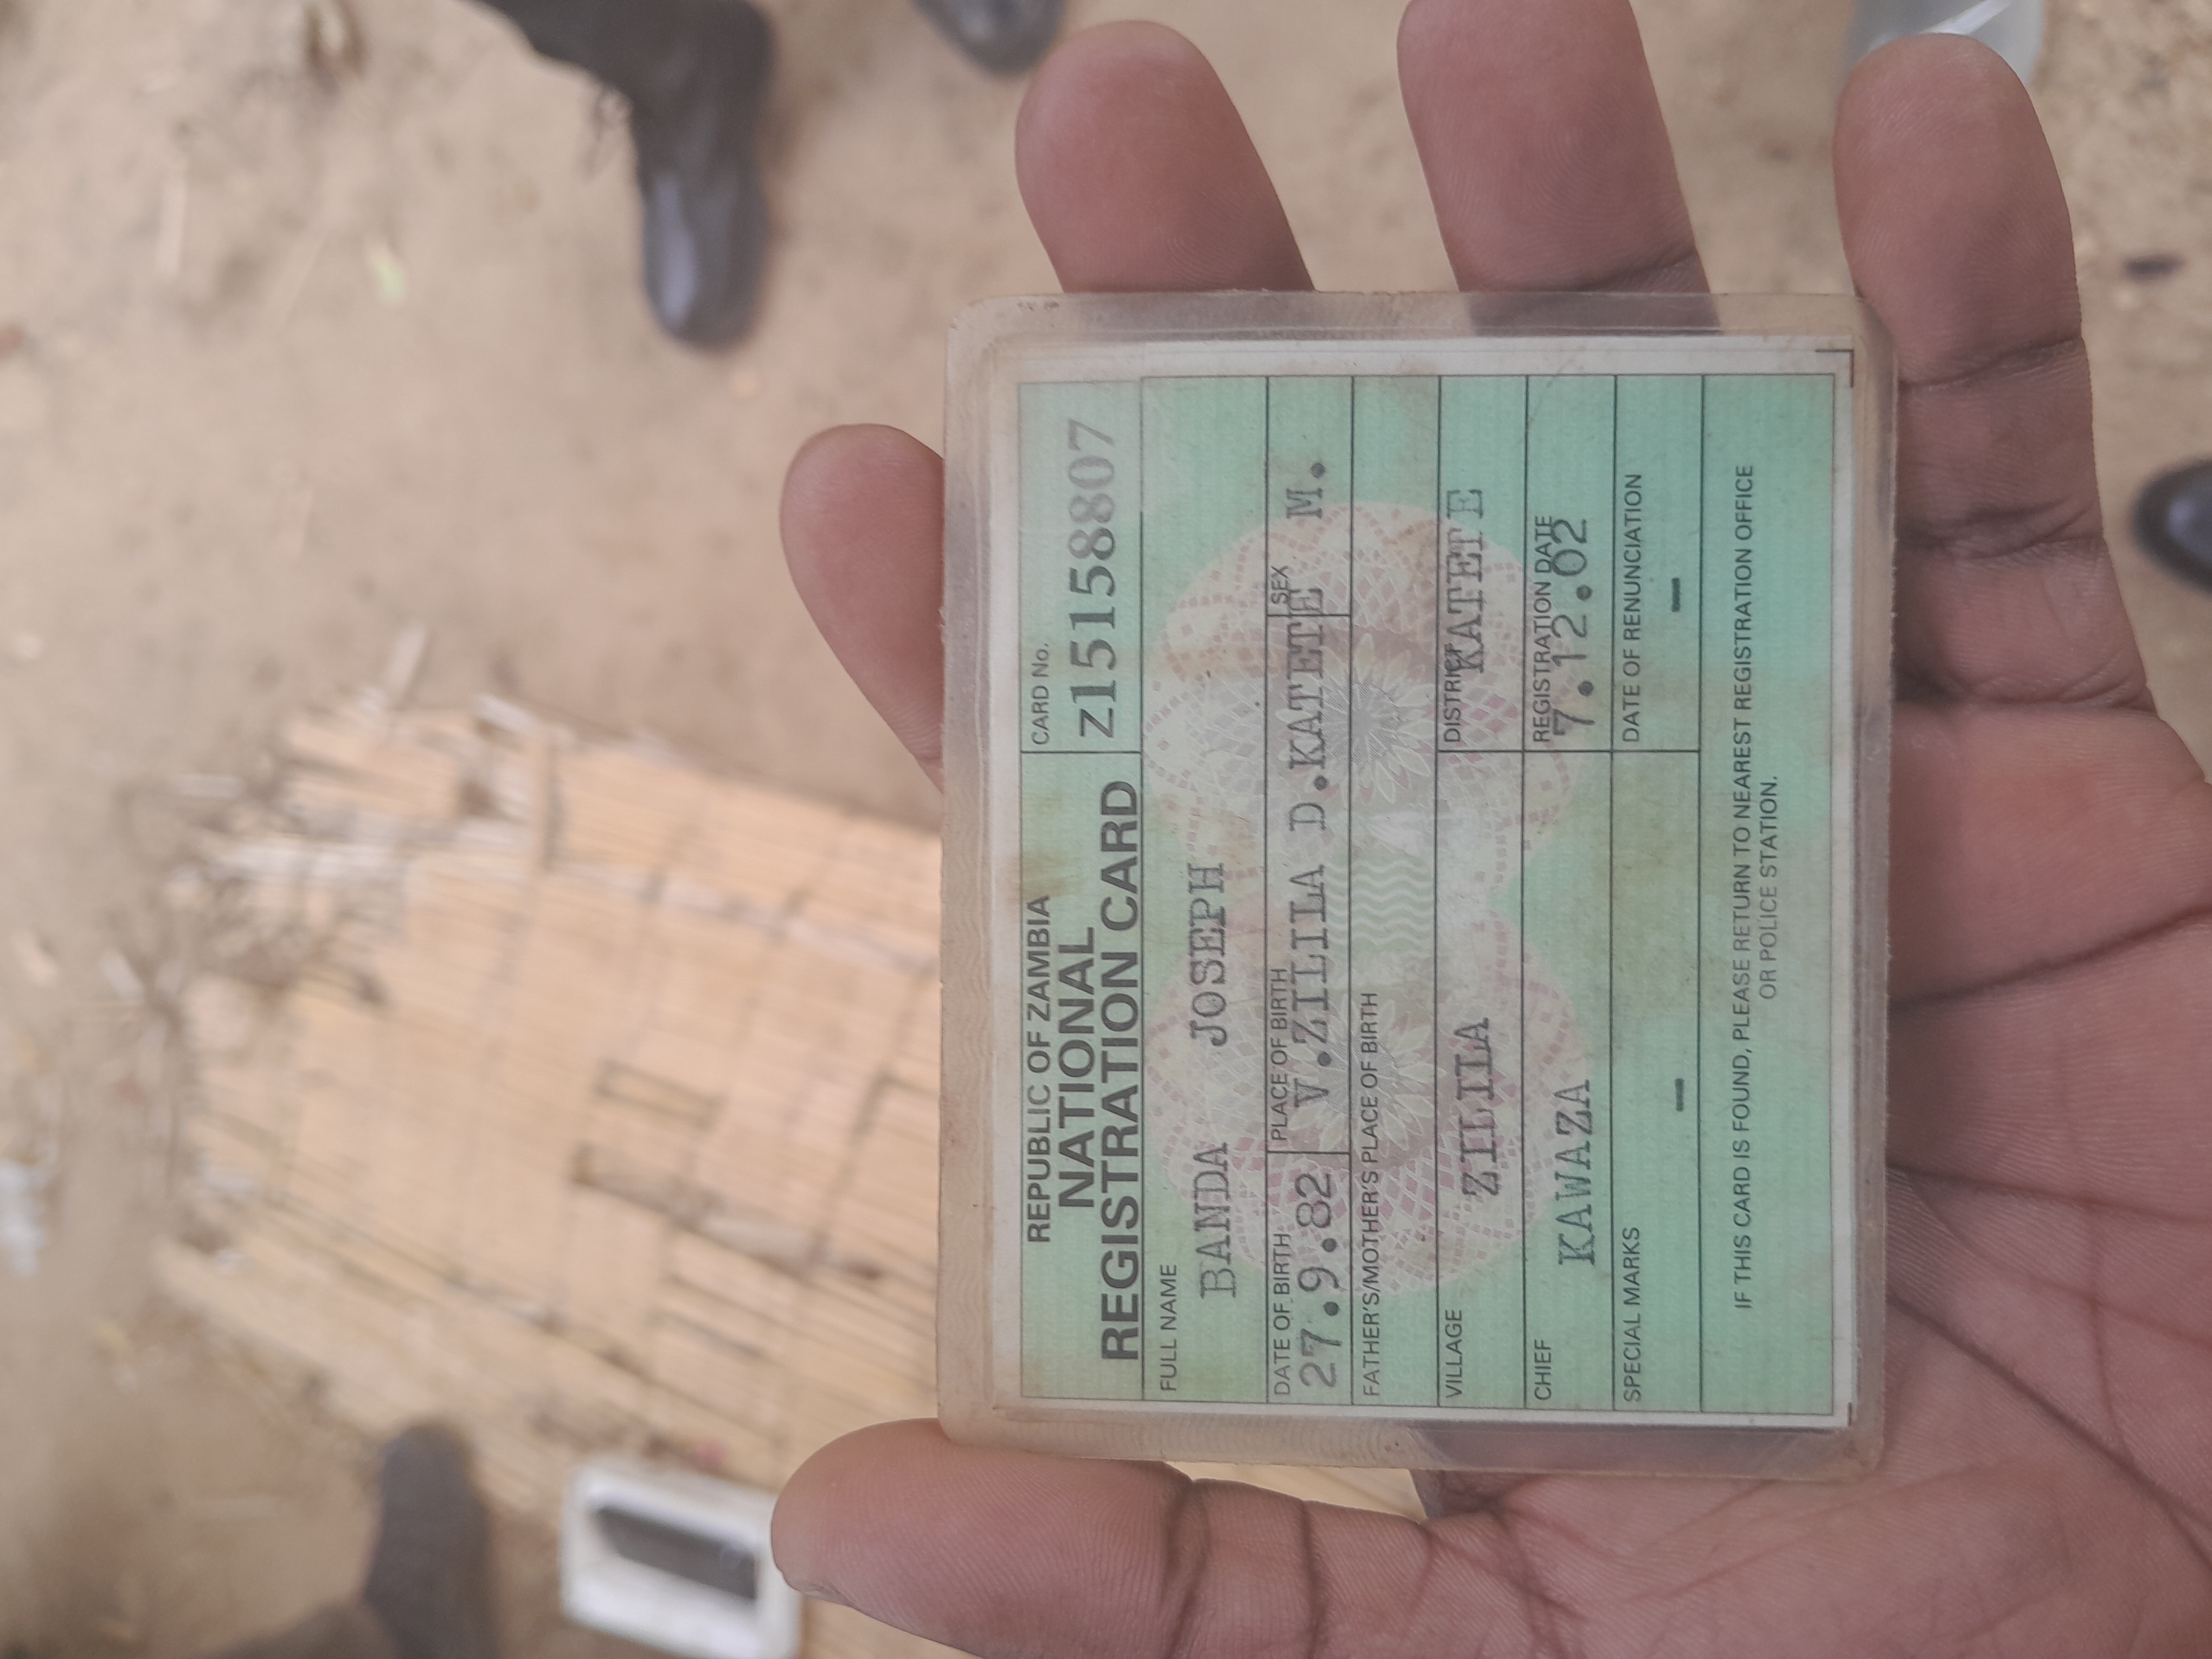 REPUBLIC OF ZAMBIA
NATIONAL
REGISTRATION CARD
CARD No.
Z15158807
FULL NAME
BANDA JOSEPH
DATE OF BIRTH PLACE OF BIRTH SEX
27.9.82 V.ZILILA D.KATETE M.
FATHER'S/MOTHER'S PLACE OF BIRTH
VILLAGE DISTRICT
ZILILA KATETE
CHIEF REGISTRATION DATE
KAWAZA 7.12.02
SPECIAL MARKS DATE OF RENUNCIATION
– –
IF THIS CARD IS FOUND, PLEASE RETURN TO NEAREST REGISTRATION OFFICE
OR POLICE STATION.